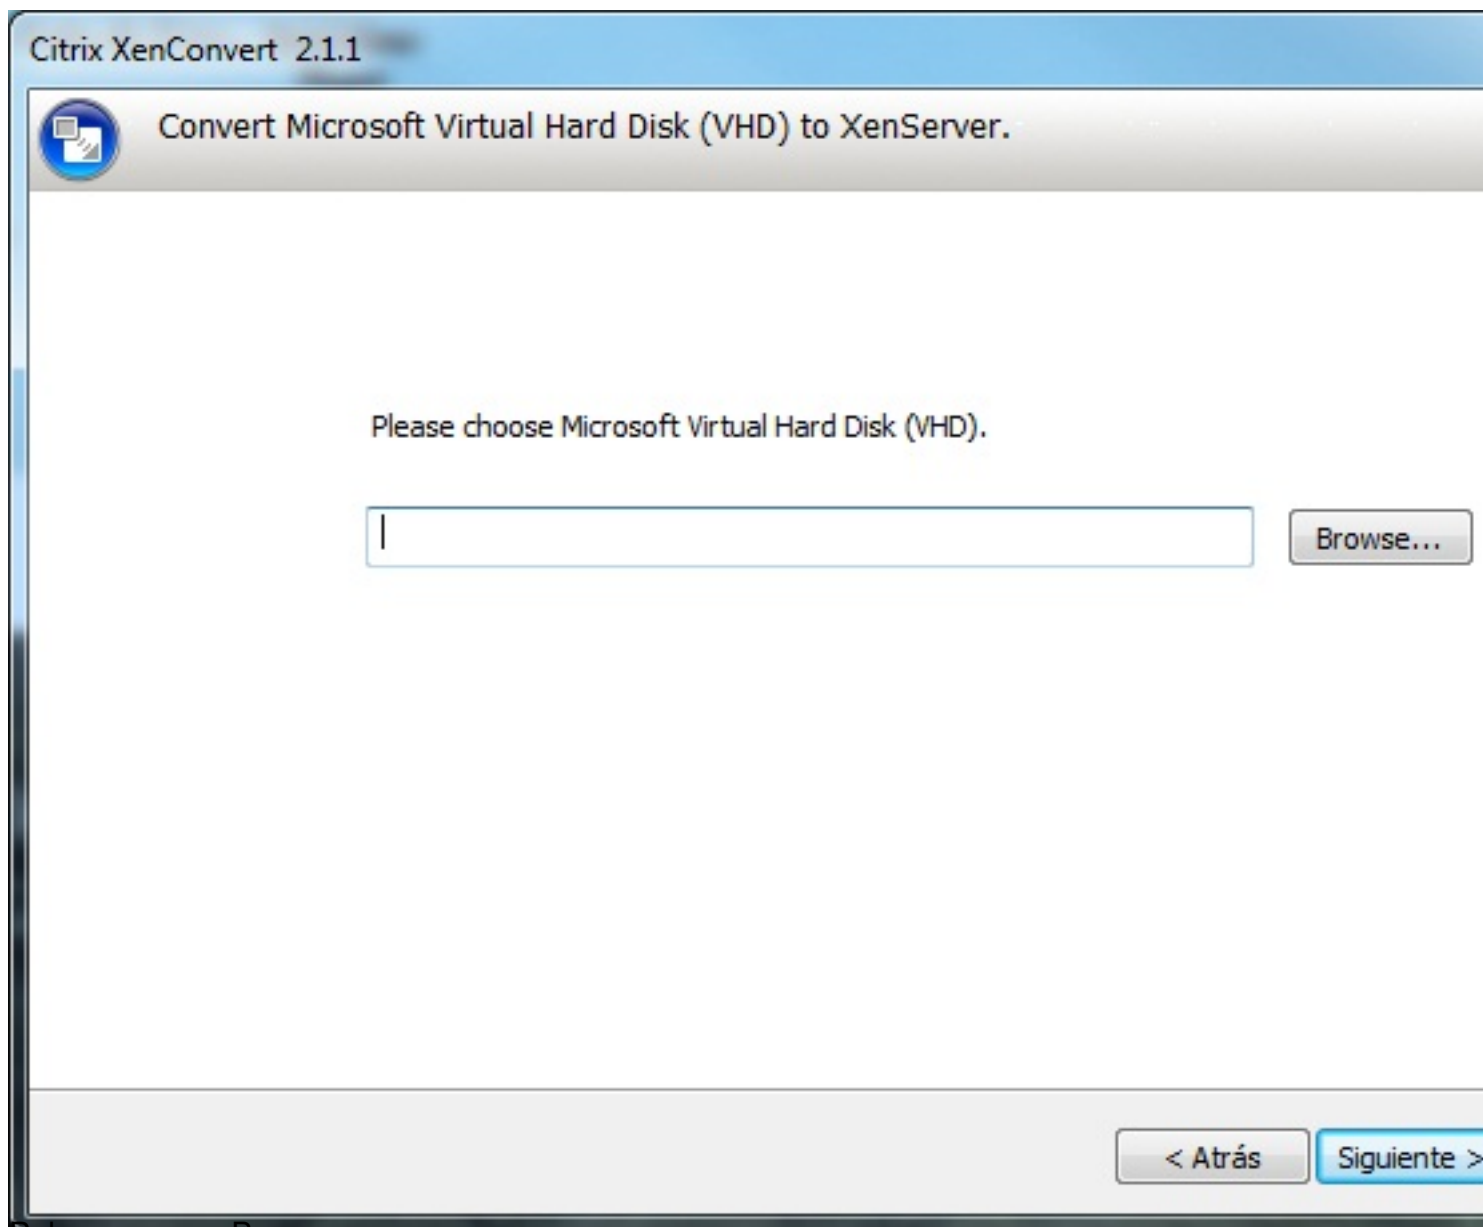 Citrix XenConvert 2.1.1
Convert Microsoft Virtual Hard Disk (VHD) to XenServer.
Please choose Microsoft Virtual Hard Disk (VHD).
Browse...
< Atrás
Siguiente >